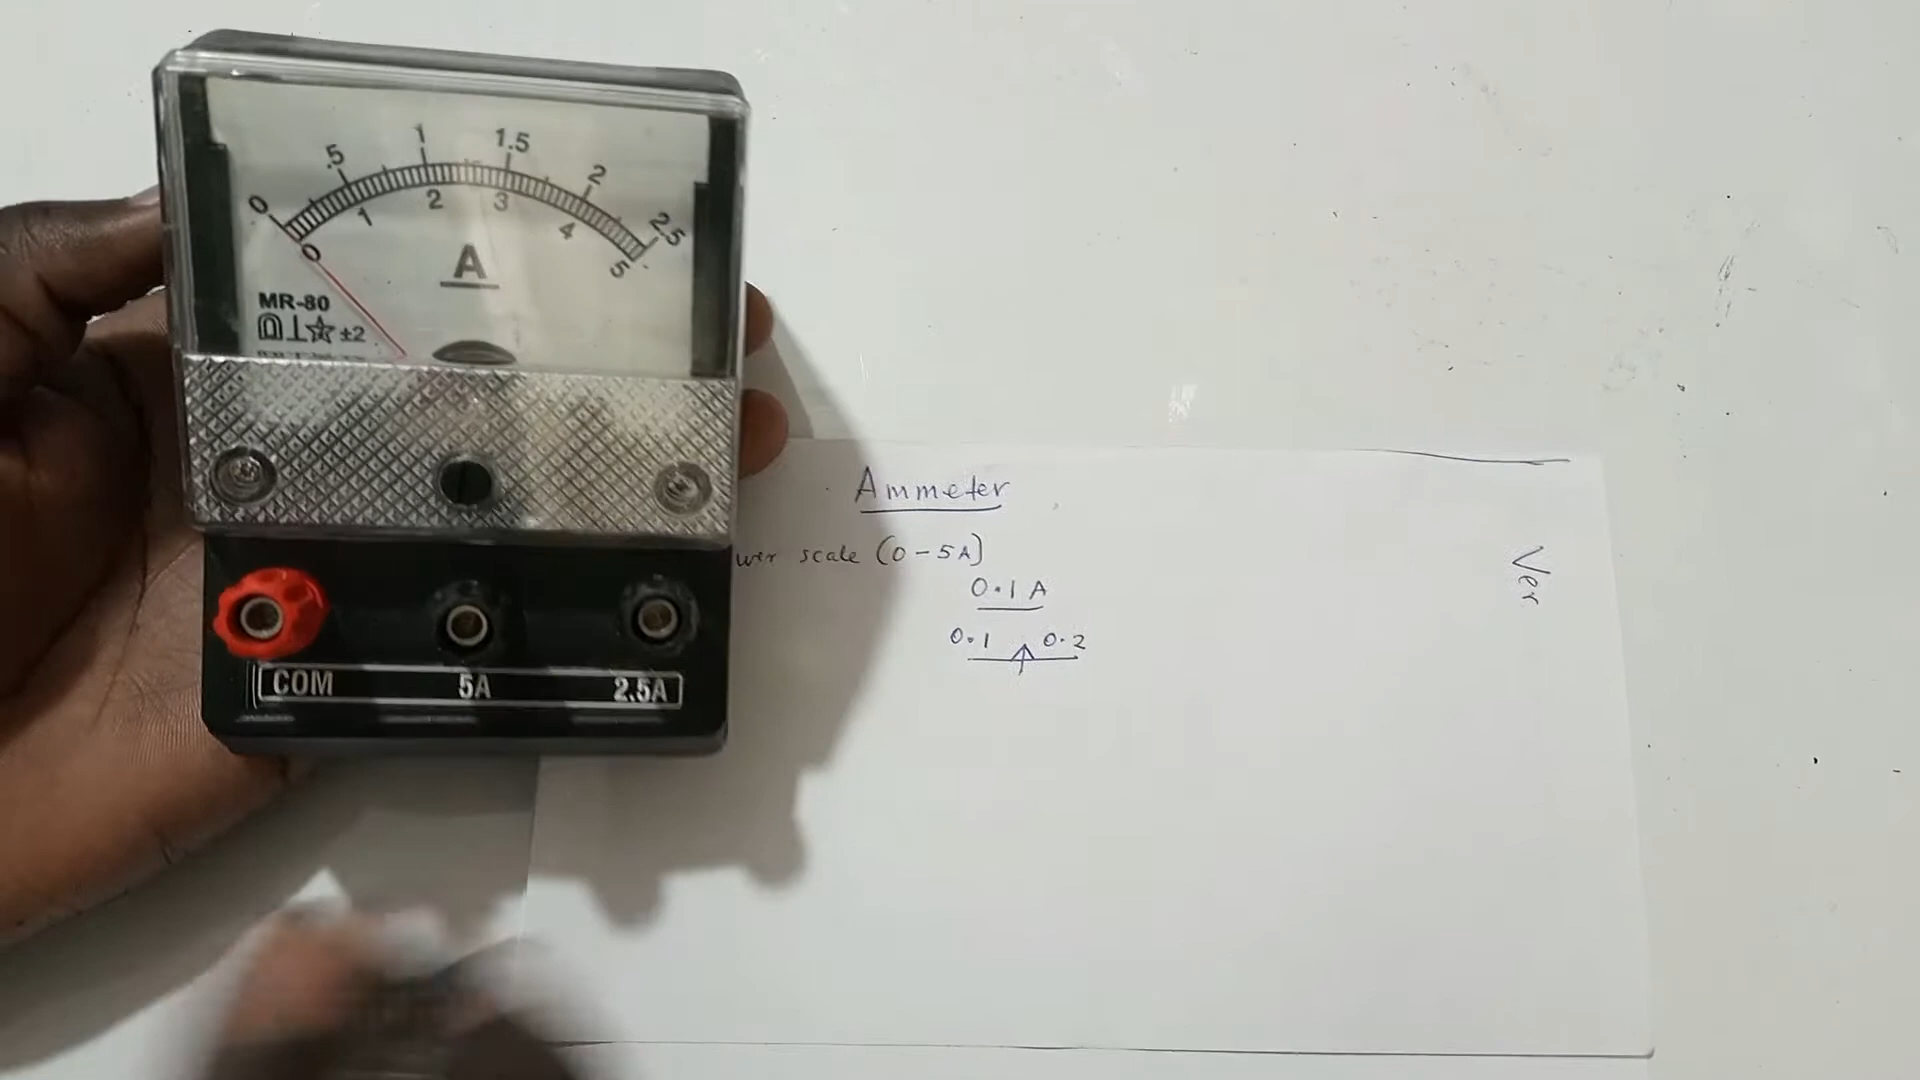 0 .5 1 1.5 2 2.5
0 1 2 3 4 5
A
MR-80
±2
COM 5A 2.5A
Ammeter
scale (0-5A)
0.1 A
0.1 0.2
Ver